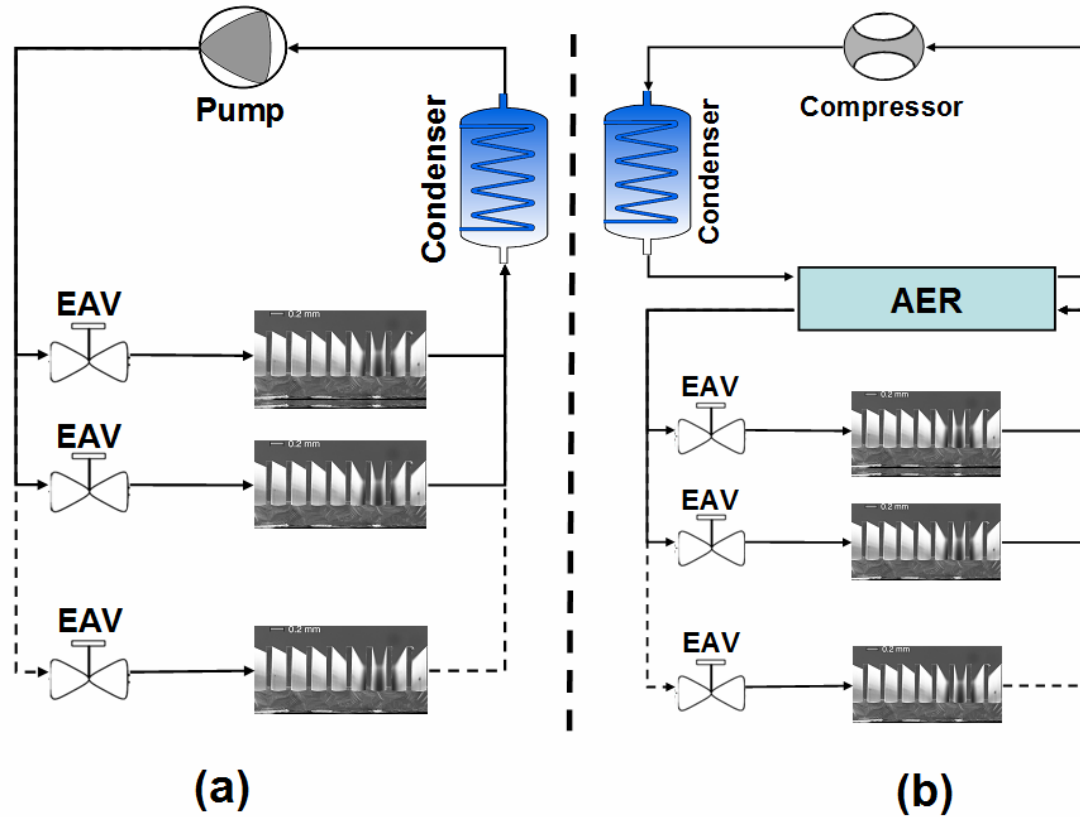 Pump
Condenser
EAV
0.2 mm
EAV
0.2 mm
EAV
0.2 mm
(a)
Compressor
Condenser
AER
EAV
0.2 mm
EAV
0.2 mm
EAV
0.2 mm
(b)